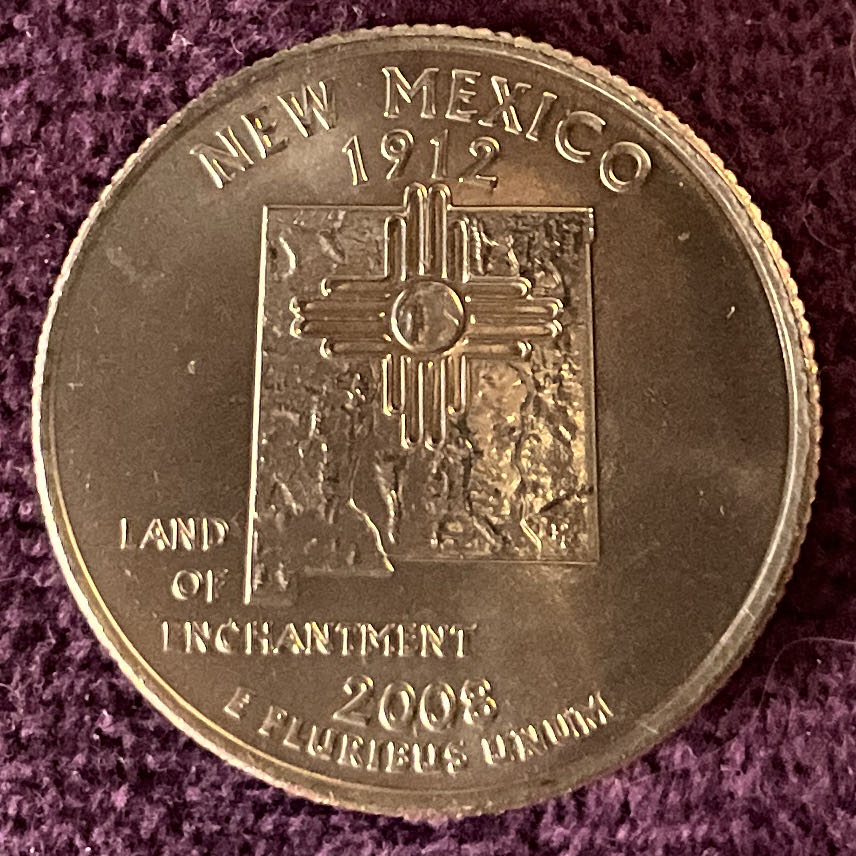 NEW MEXICO
1912
LAND
OF
ENCHANTMENT
2008
E PLURIBUS UNUM